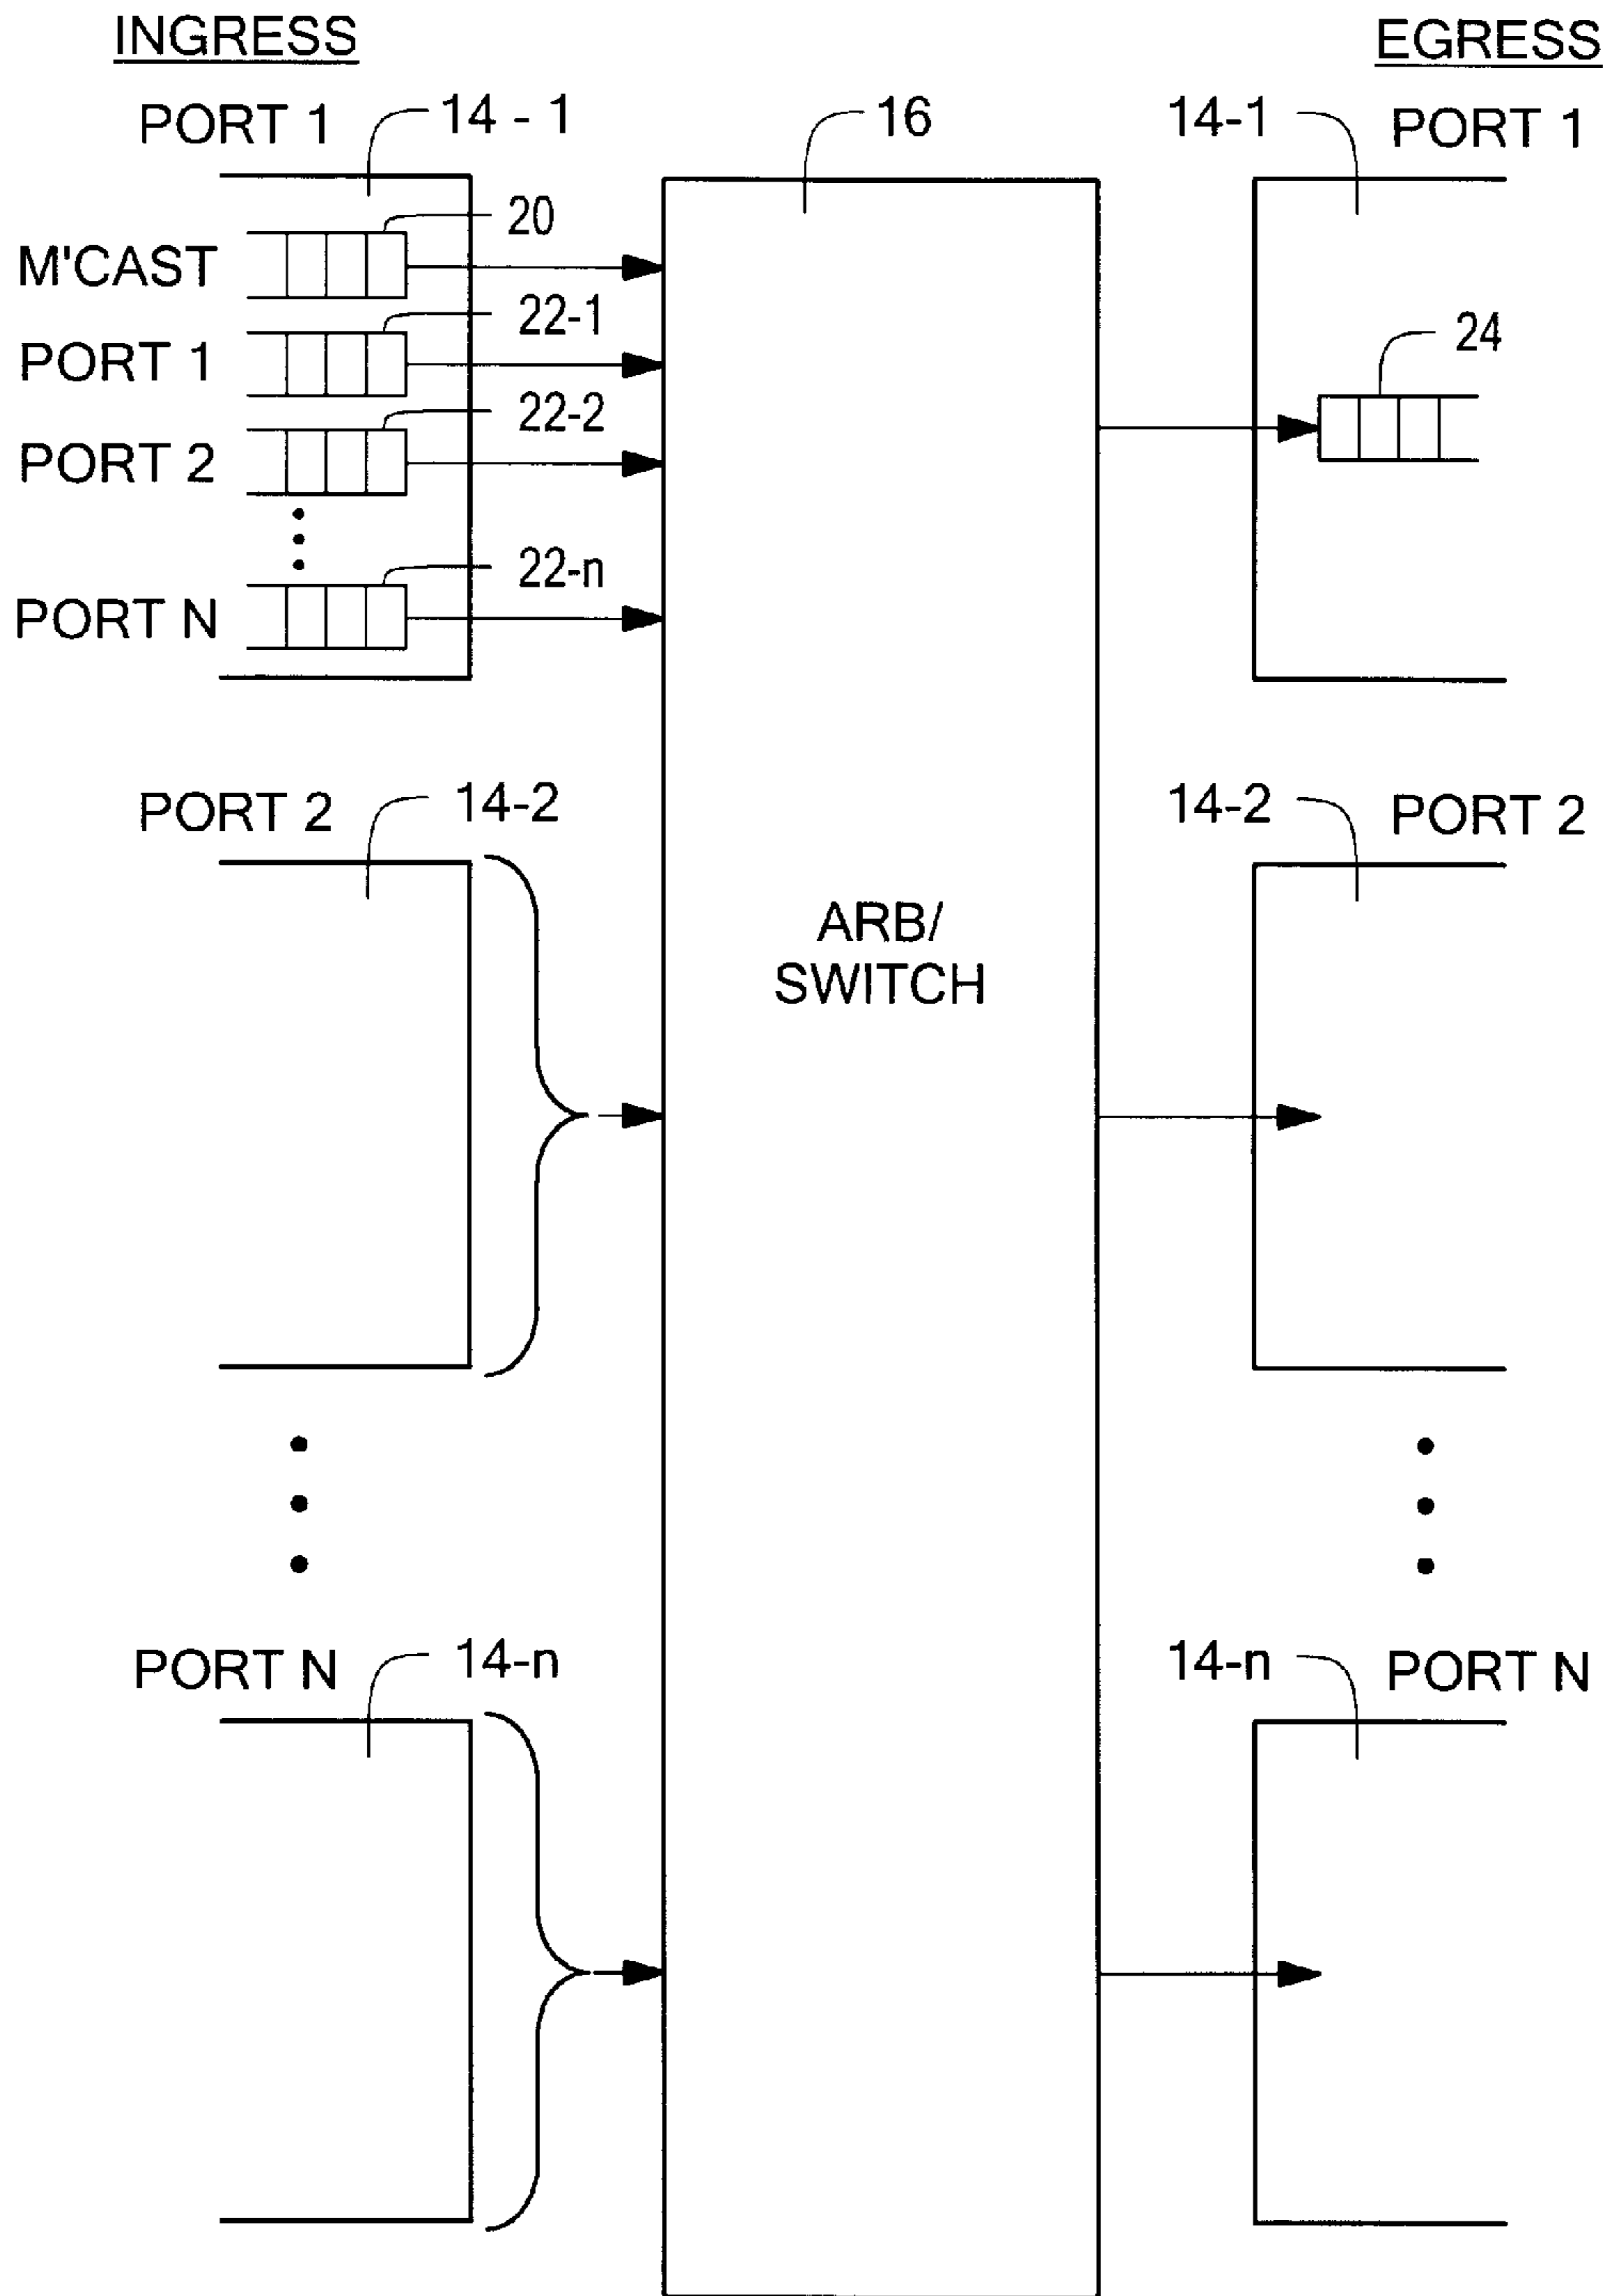 INGRESS
EGRESS
PORT 1
14 - 1
16
14-1
PORT 1
M'CAST
20
PORT 1
22-1
24
PORT 2
22-2
PORT N
22-n
PORT 2
14-2
14-2
PORT 2
ARB/
SWITCH
PORT N
14-n
14-n
PORT N